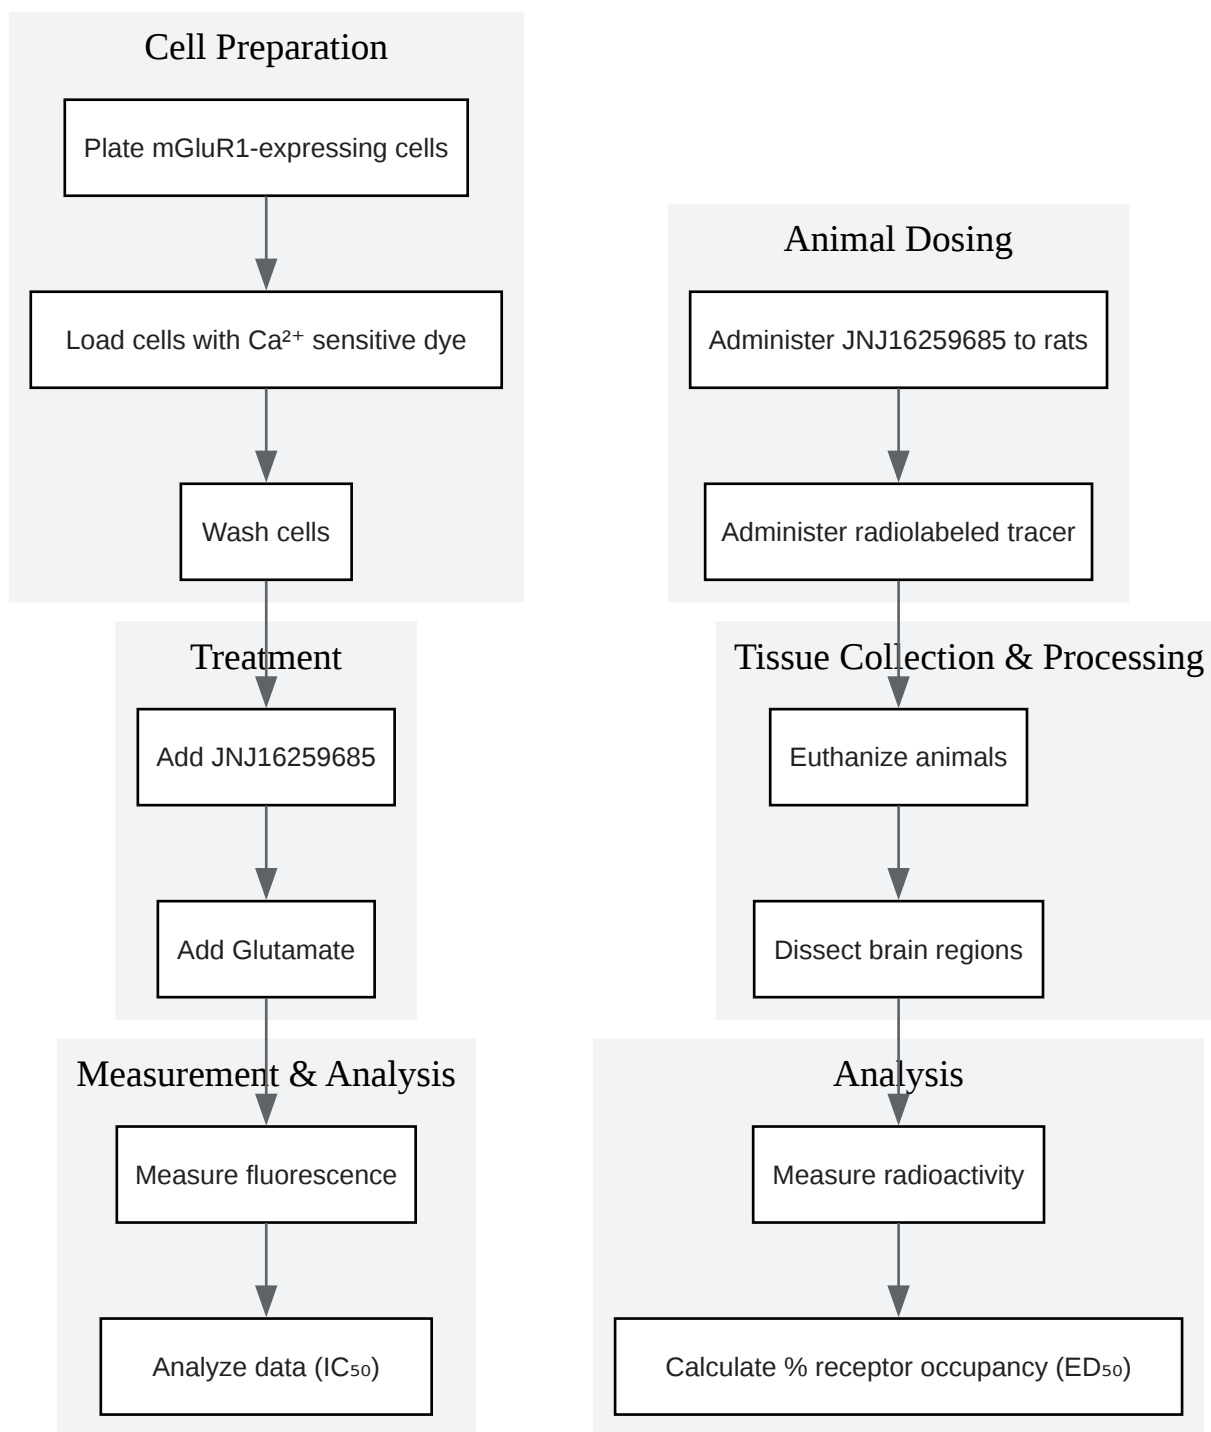 Cell Preparation
Plate mGluR1-expressing cells
Load cells with Ca²⁺ sensitive dye
Wash cells
Treatment
Add JNJ16259685
Add Glutamate
Measurement & Analysis
Measure fluorescence
Analyze data (IC₅₀)
Animal Dosing
Administer JNJ16259685 to rats
Administer radiolabeled tracer
Tissue Collection & Processing
Euthanize animals
Dissect brain regions
Analysis
Measure radioactivity
Calculate % receptor occupancy (ED₅₀)